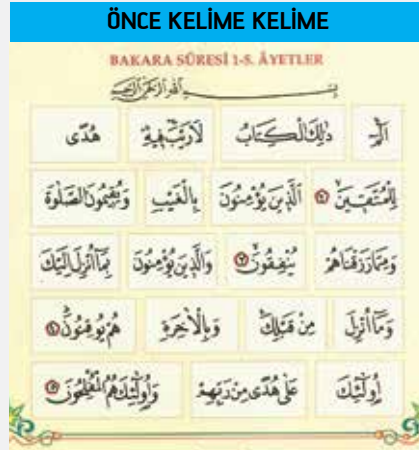 ÖNCE KELİME KELİME
BAKARA SÛRESİ 1-5. ÂYETLER
بِسْمِ اللّٰهِ الرَّحْمٰنِ الرَّحٖيمِ
الٓمٓ ذٰلِكَ الْكِتَابُ لَا رَيْبَ فٖيهِ هُدًى
لِلْمُتَّقٖينَ الَّذٖينَ يُؤْمِنُونَ بِالْغَيْبِ وَيُقٖيمُونَ الصَّلٰوةَ
وَمِمَّا رَزَقْنَاهُمْ يُنْفِقُونَ وَالَّذٖينَ يُؤْمِنُونَ بِمَٓا اُنْزِلَ اِلَيْكَ
وَمَٓا اُنْزِلَ مِنْ قَبْلِكَ وَبِالْاٰخِرَةِ هُمْ يُوقِنُونَ
اُو۬لٰٓئِكَ عَلٰى هُدًى مِنْ رَبِّهِمْ وَاُو۬لٰٓئِكَ هُمُ الْمُفْلِحُونَ